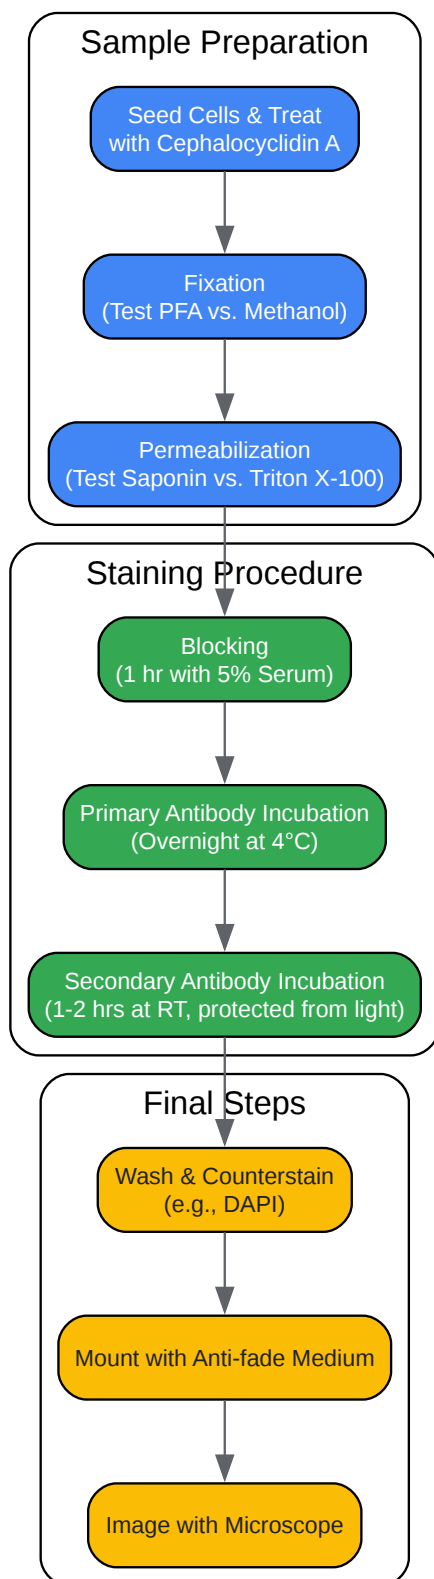 Sample Preparation
Seed Cells & Treat
with Cephalocyclidin A
Fixation
(Test PFA vs. Methanol)
Permeabilization
(Test Saponin vs. Triton X-100)
Staining Procedure
Blocking
(1 hr with 5% Serum)
Primary Antibody Incubation
(Overnight at 4°C)
Secondary Antibody Incubation
(1-2 hrs at RT, protected from light)
Final Steps
Wash & Counterstain
(e.g., DAPI)
Mount with Anti-fade Medium
Image with Microscope